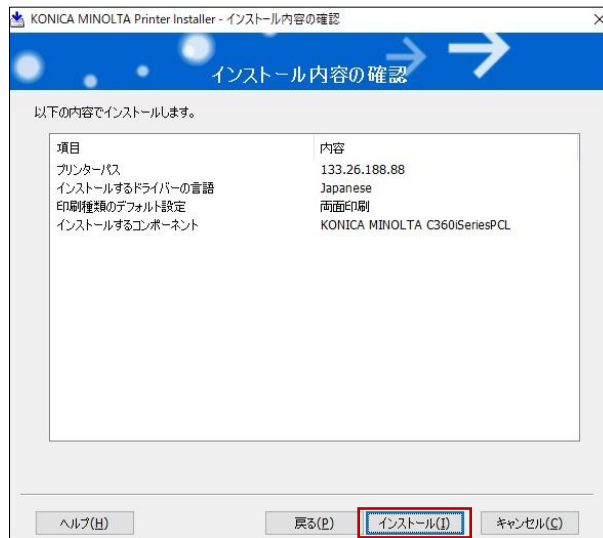 KONICA MINOLTA Printer Installer - インストール内容の確認
インストール内容の確認
以下の内容でインストールします。
項目 内容
プリンターパス 133.26.188.88
インストールするドライバーの言語 Japanese
印刷種類のデフォルト設定 両面印刷
インストールするコンポーネント KONICA MINOLTA C360iSeriesPCL
ヘルプ(H) 戻る(P) インストール(I) キャンセル(C)